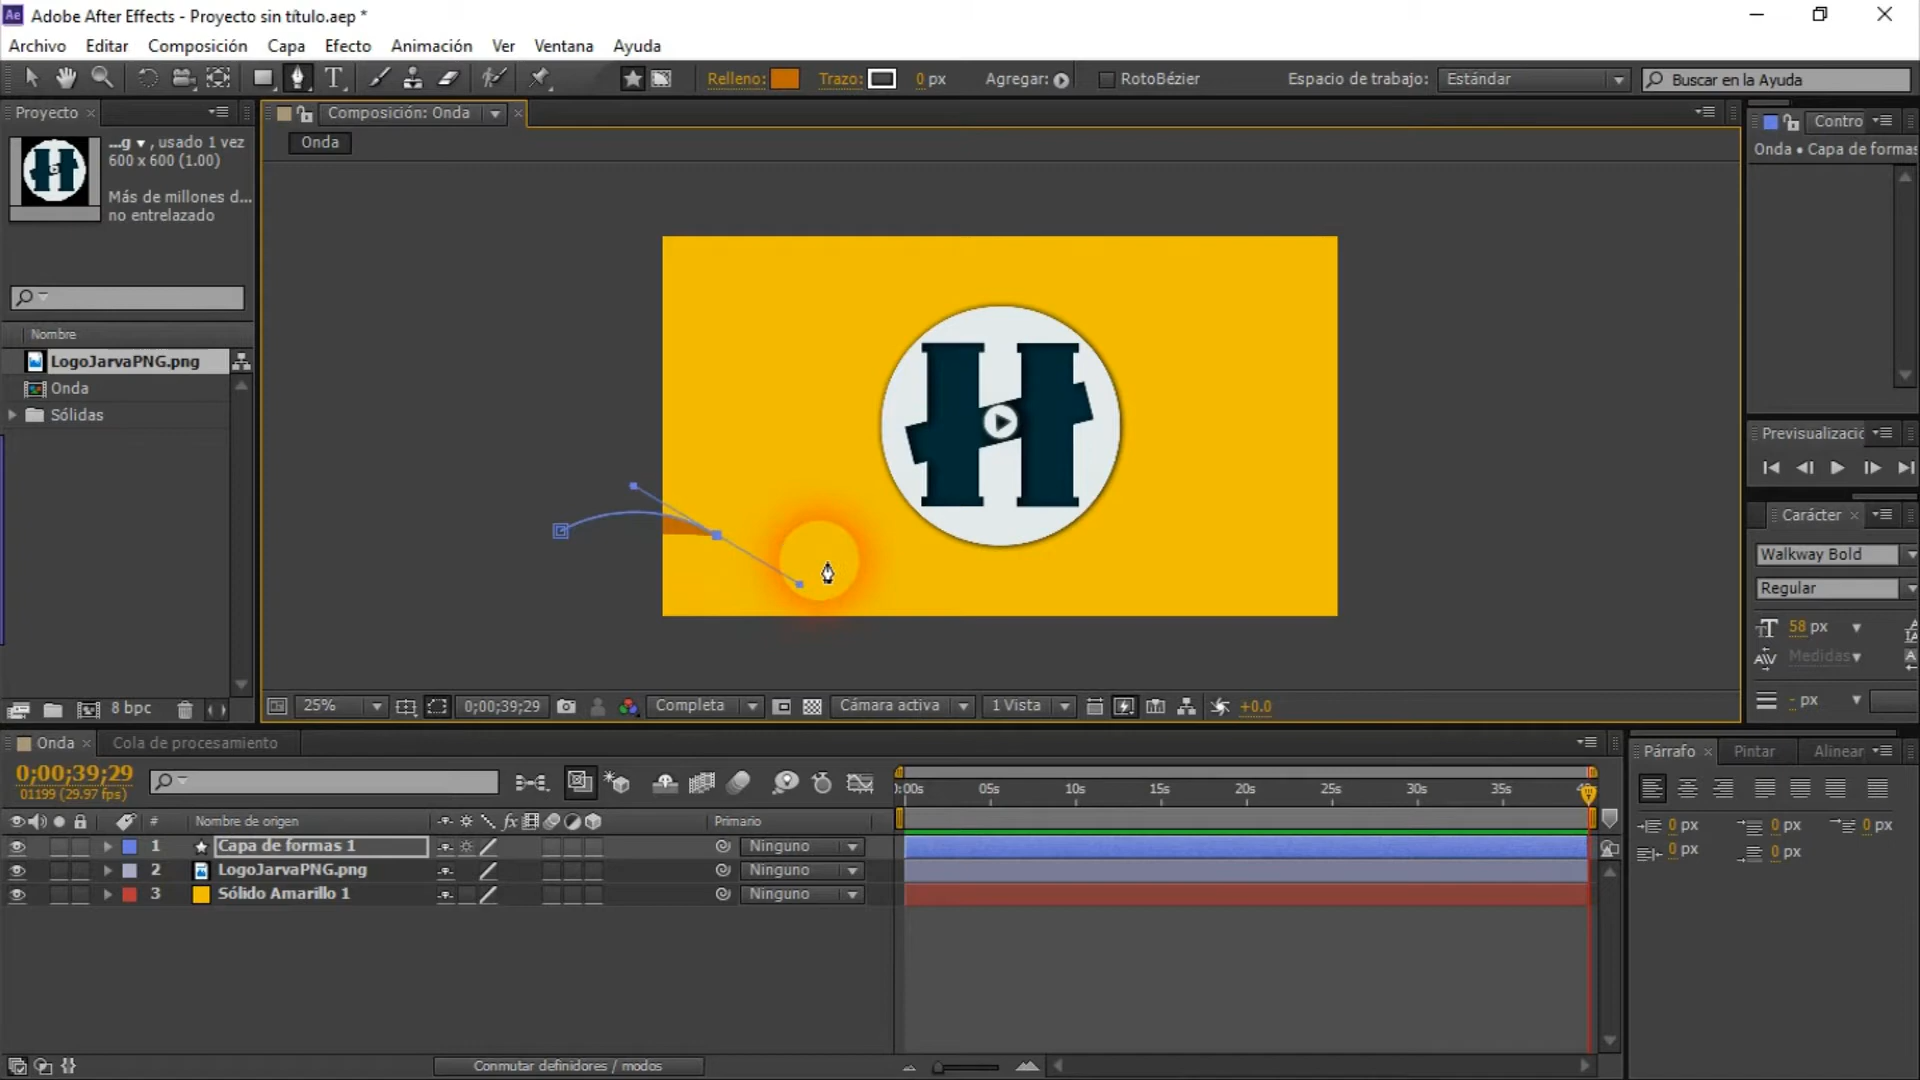 Ae Adobe After Effects - Proyecto sin título.aep *
Archivo Editar Composición Capa Efecto Animación Ver Ventana Ayuda
T Relleno: Trazo: 0 px Agregar: RotoBézier Espacio de trabajo: Estándar Buscar en la Ayuda
Proyecto
Composición: Onda
Contro
Onda
Onda • Capa de formas
...g ▾ , usado 1 vez
600 x 600 (1.00)
Más de millones d...
no entrelazado
Nombre
LogoJarvaPNG.png
Onda
Sólidas
H
Previsualizació
Carácter
Walkway Bold
Regular
58 px
Medidas
- px
8 bpc
25% 0;00;39;29 Completa Cámara activa 1 Vista +0.0
Onda Cola de procesamiento
Párrafo Pintar Alinear
0;00;39;29
01199 (29.97 fps)
):00s 05s 10s 15s 20s 25s 30s 35s
# Nombre de origen fx Primario
0 px 0 px 0 px
0 px 0 px
1 Capa de formas 1 Ninguno
2 LogoJarvaPNG.png Ninguno
3 Sólido Amarillo 1 Ninguno
Conmutar definidores / modos